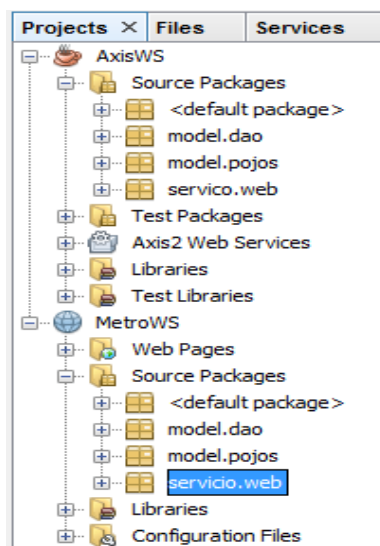 Projects × Files Services
AxisWS
Source Packages
<default package>
model.dao
model.pojos
servico.web
Test Packages
Axis2 Web Services
Libraries
Test Libraries
MetroWS
Web Pages
Source Packages
<default package>
model.dao
model.pojos
servicio.web
Libraries
Configuration Files